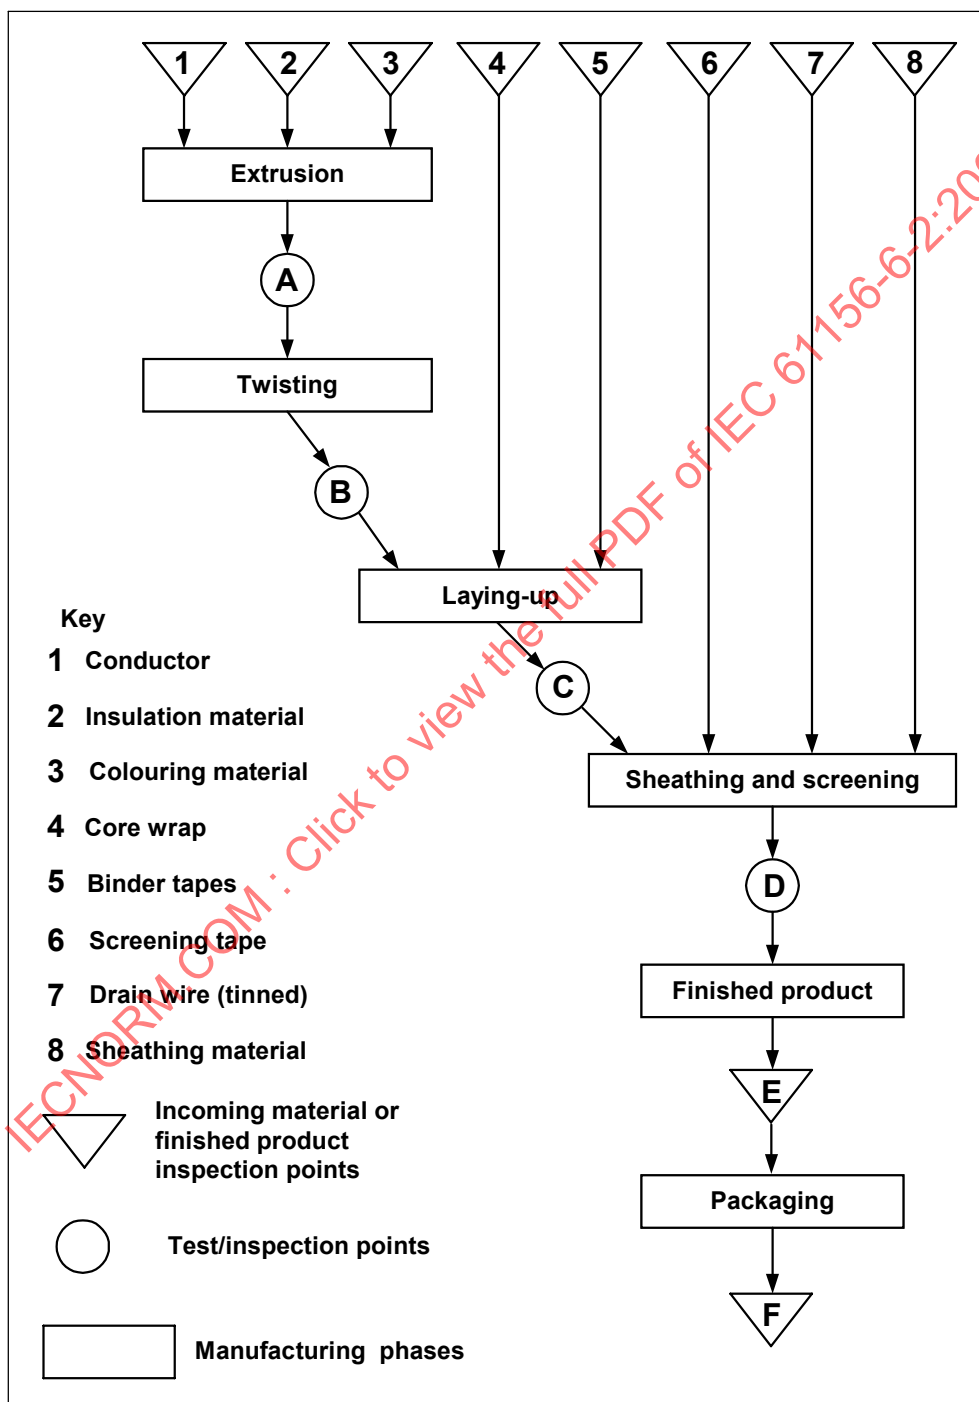 1 2 3 4 5 6 7 8
Extrusion
A
Twisting
B
Laying-up
Key
1 Conductor
C
2 Insulation material
3 Colouring material
Sheathing and screening
4 Core wrap
5 Binder tapes
D
6 Screening tape
7 Drain wire (tinned)
Finished product
8 Sheathing material
E
Incoming material or
finished product
inspection points
Packaging
Test/inspection points
F
Manufacturing phases
IECNORM.COM : Click to view the full PDF of IEC 61156-6-2:20